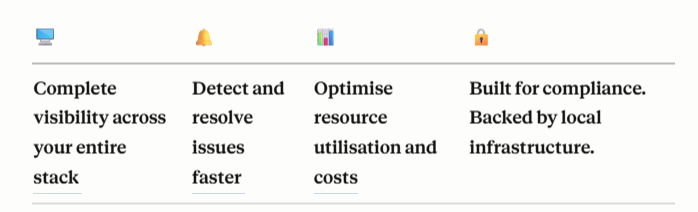 Complete
visibility across
your entire
stack
Detect and
resolve
issues
faster
Optimise
resource
utilisation and
costs
Built for compliance.
Backed by local
infrastructure.